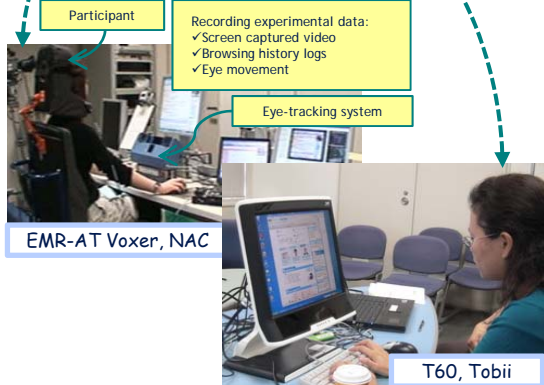 Participant
Recording experimental data:
✓Screen captured video
✓Browsing history logs
✓Eye movement
Eye-tracking system
EMR-AT Voxer, NAC
T60, Tobii